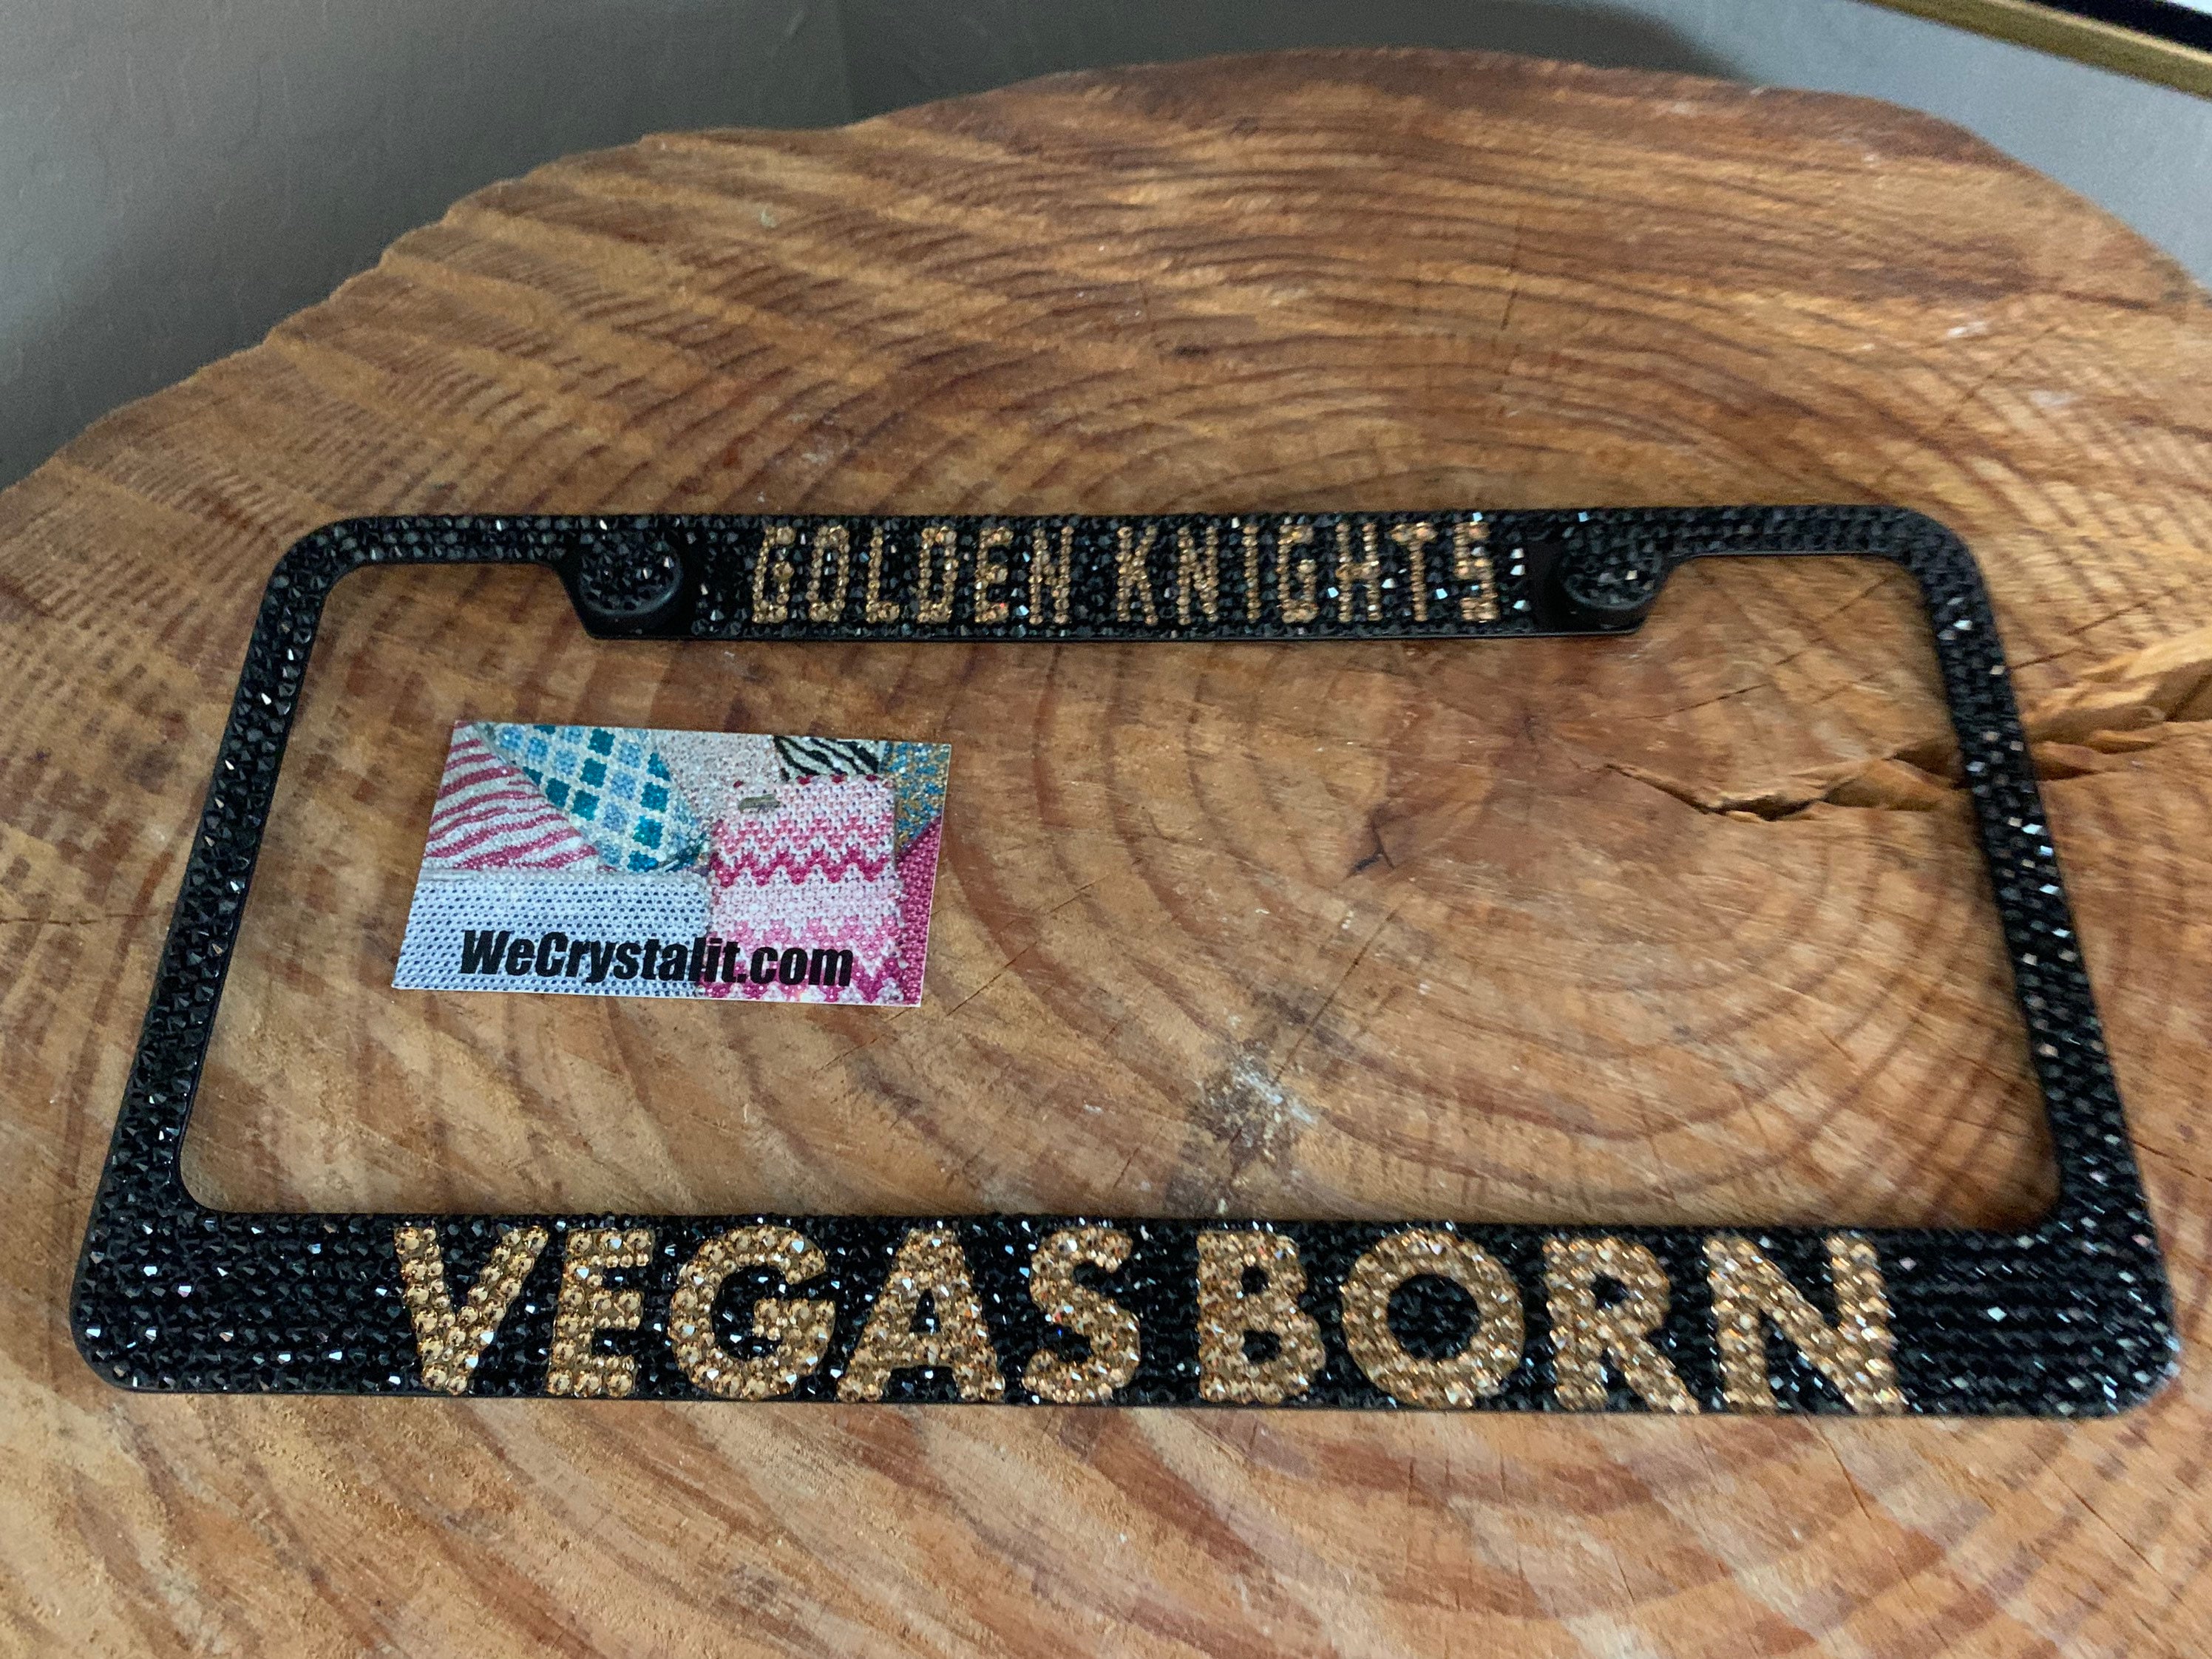 GOLDEN KNIGHTS
WeCrystalit.com
VEGAS BORN